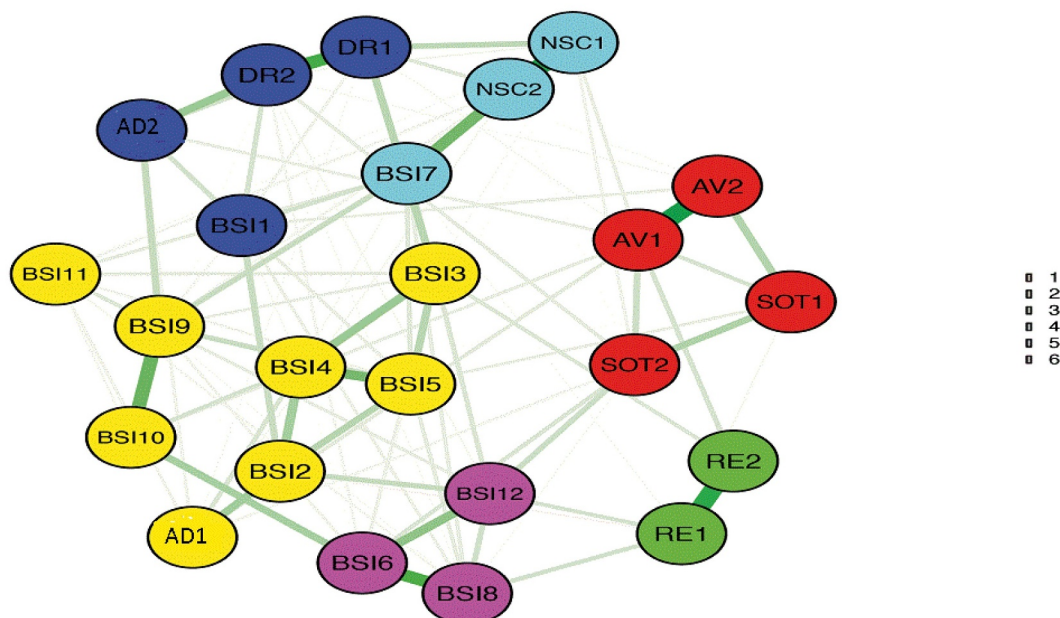 NSC1
DR1
DR2
NSC2
AD2
BSI7
AV2
BSI1
AV1
BSI11
BSI3
SOT1
BSI9
BSI4
SOT2
BSI5
BSI10
BSI2
RE2
BSI12
AD1
RE1
BSI6
BSI8
1
2
3
4
5
6